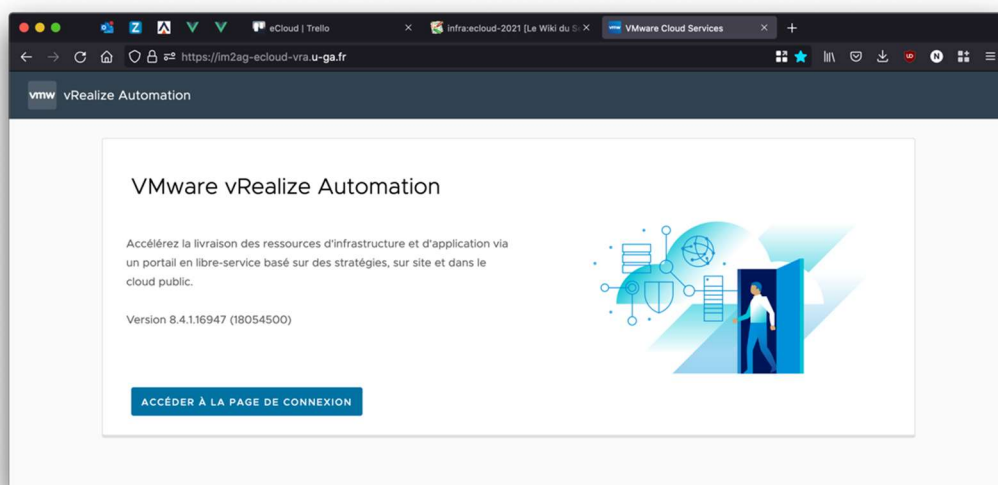 eCloud | Trello
infra:ecloud-2021 [Le Wiki du S
VMware Cloud Services
https://im2ag-ecloud-vra.u-ga.fr
vmw vRealize Automation
VMware vRealize Automation
Accélérez la livraison des ressources d'infrastructure et d'application via
un portail en libre-service basé sur des stratégies, sur site et dans le
cloud public.
Version 8.4.1.16947 (18054500)
ACCÉDER À LA PAGE DE CONNEXION